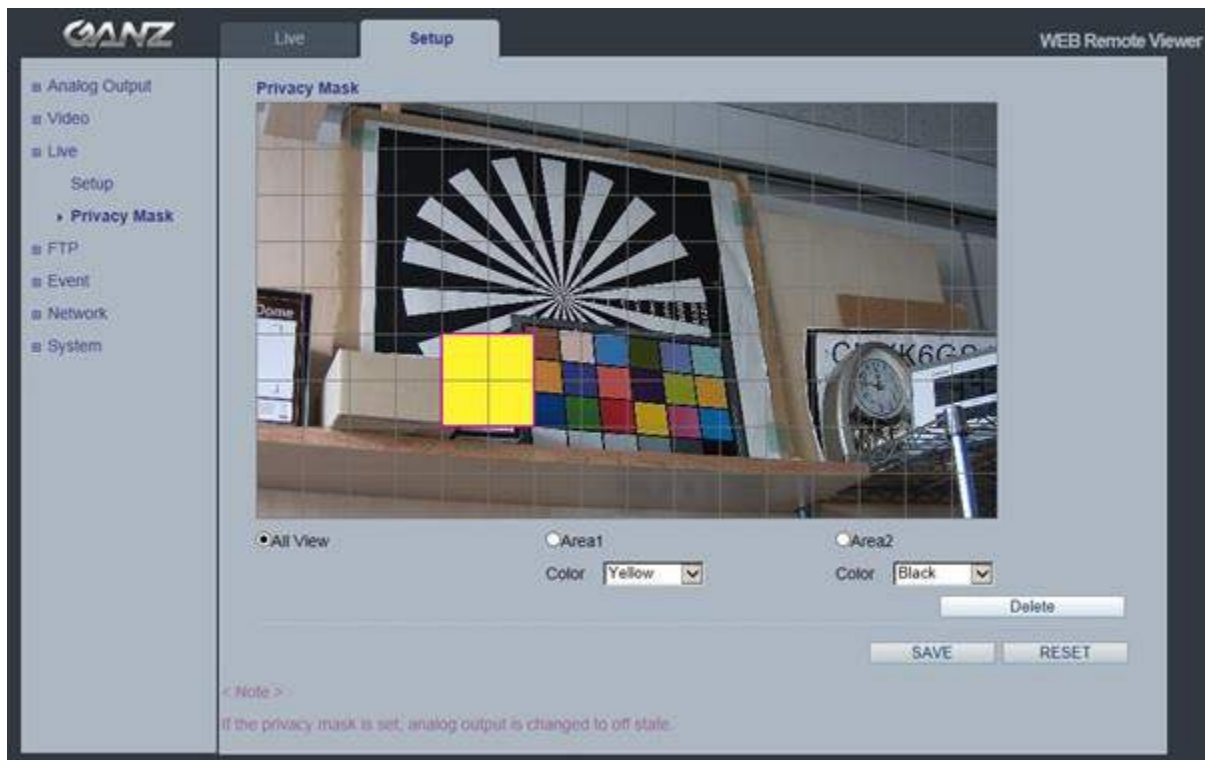 GANZ
Live
Setup
WEB Remote Viewer
Analog Output
Video
Live
Setup
Privacy Mask
FTP
Event
Network
System
Privacy Mask
Dome
All View
Area1
Area2
Color Yellow
Color Black
Delete
SAVE
RESET
< Note >
If the privacy mask is set, analog output is changed to off state.